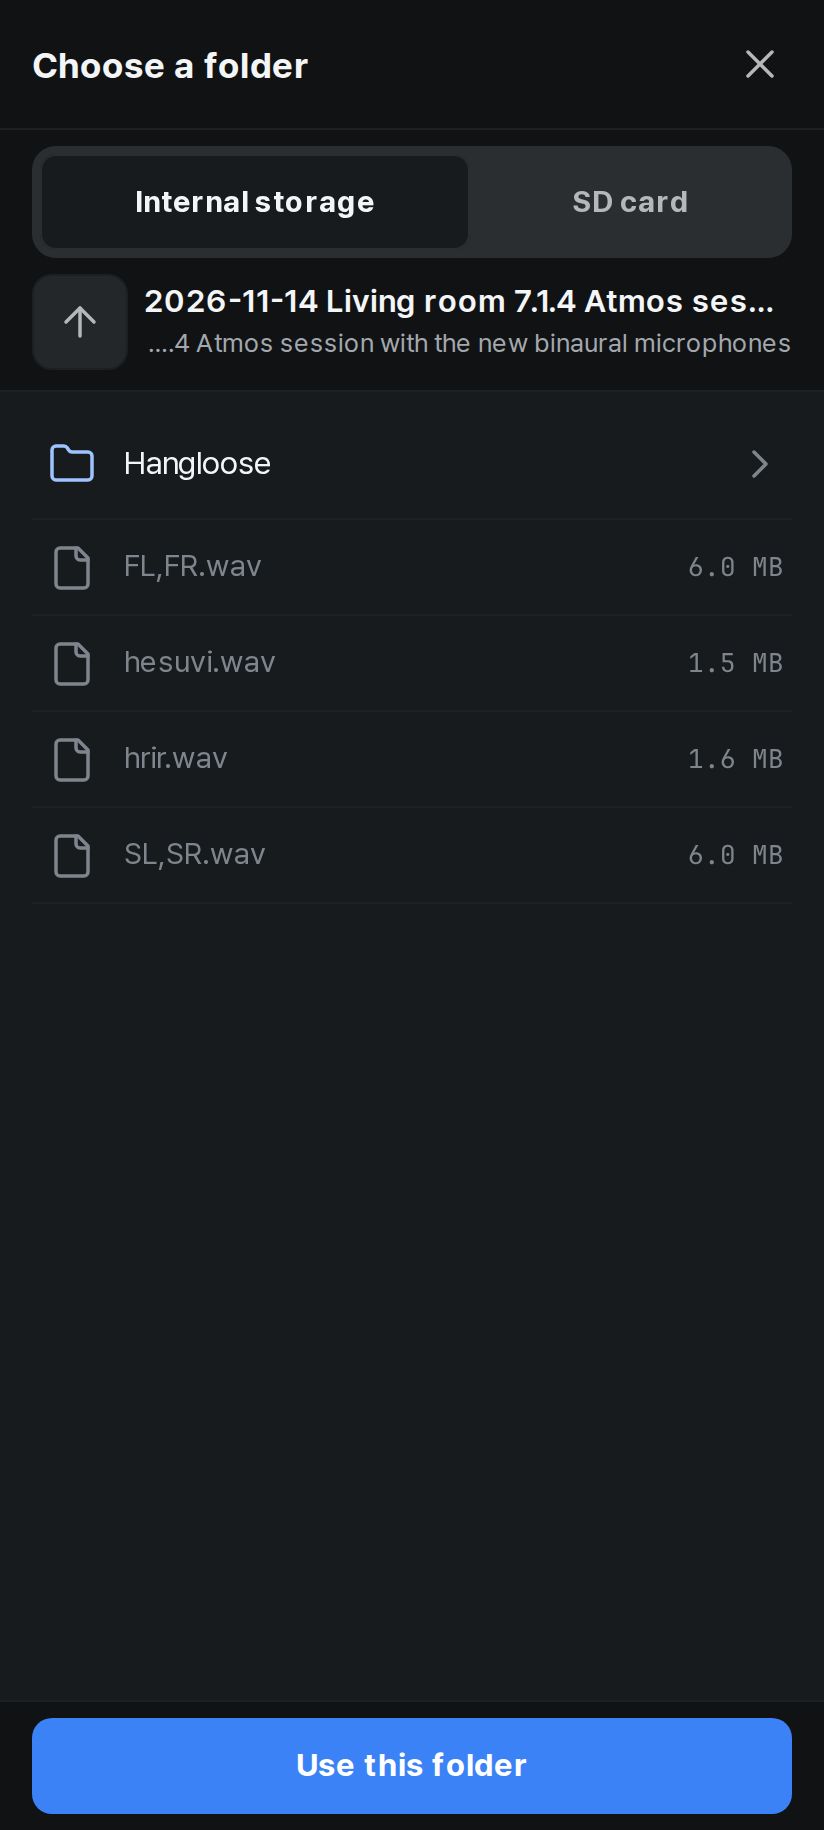 Choose a folder
Internal storage
SD card
2026-11-14 Living room 7.1.4 Atmos ses...
....4 Atmos session with the new binaural microphones
Hangloose
FL,FR.wav 6.0 MB
hesuvi.wav 1.5 MB
hrir.wav 1.6 MB
SL,SR.wav 6.0 MB
Use this folder